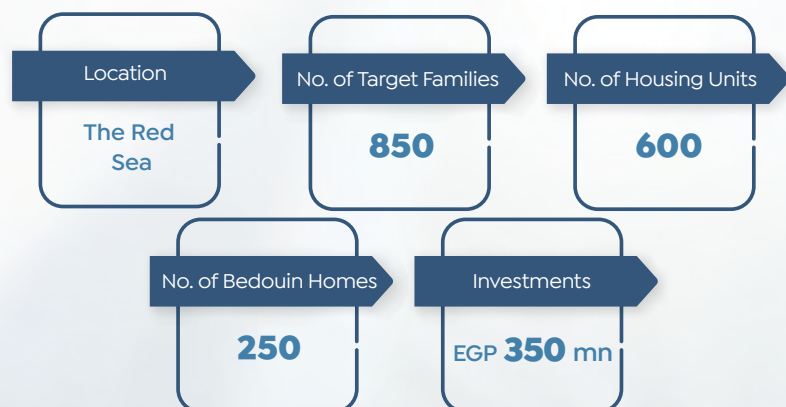 Location
The Red
Sea
No. of Target Families
850
No. of Housing Units
600
No. of Bedouin Homes
250
Investments
EGP 350 mn